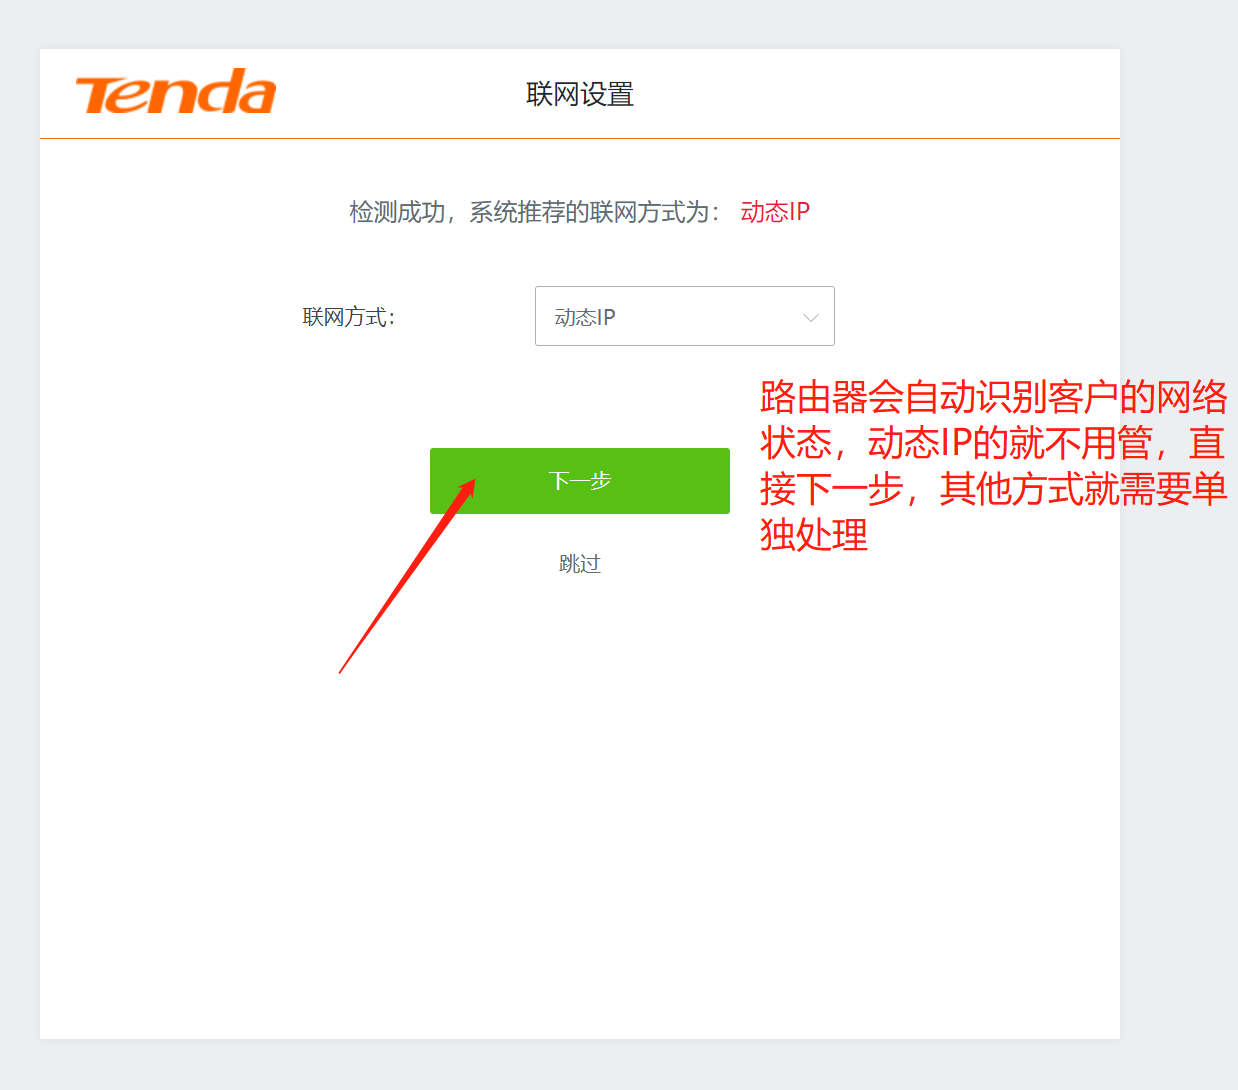 Tenda
联网设置
检测成功，系统推荐的联网方式为： 动态IP
联网方式：
动态IP
路由器会自动识别客户的网络
状态，动态IP的就不用管，直
接下一步，其他方式就需要单
独处理
下一步
跳过